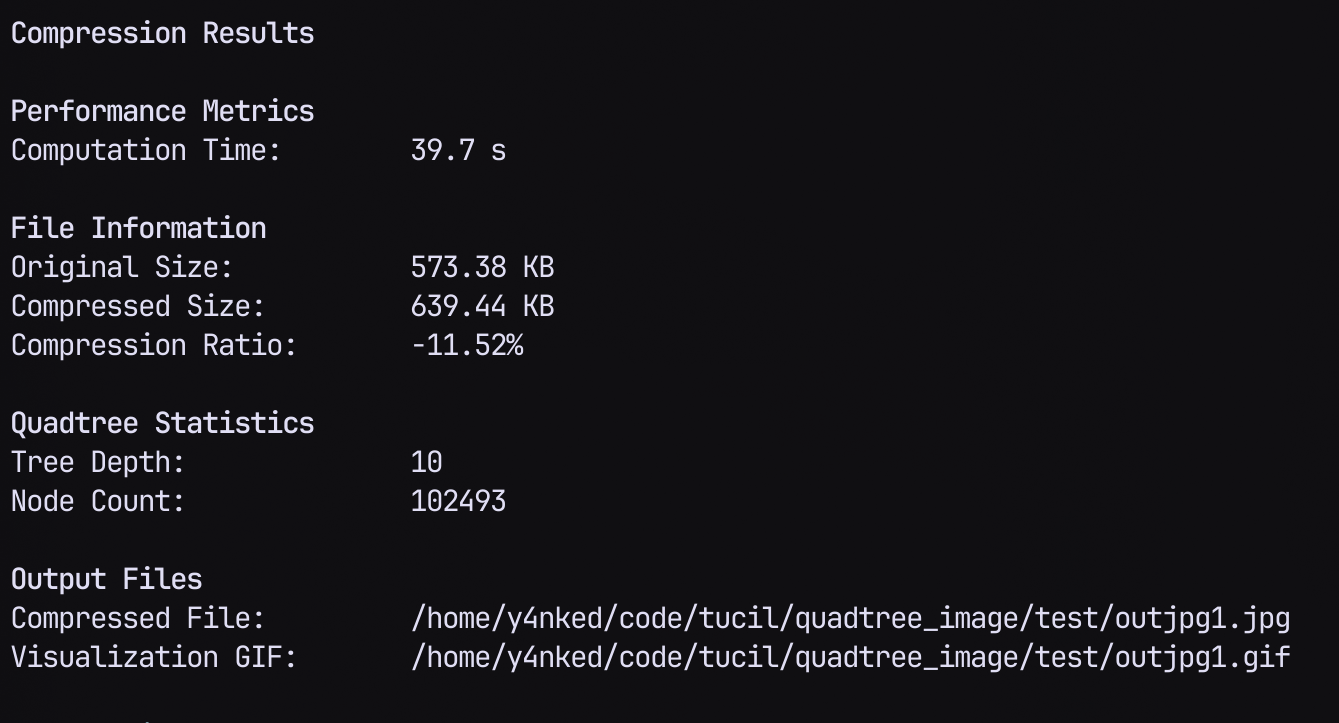 Compression Results
Performance Metrics
Computation Time: 39.7 s
File Information
Original Size: 573.38 KB
Compressed Size: 639.44 KB
Compression Ratio: -11.52%
Quadtree Statistics
Tree Depth: 10
Node Count: 102493
Output Files
Compressed File: /home/y4nked/code/tucil/quadtree_image/test/outjpg1.jpg
Visualization GIF: /home/y4nked/code/tucil/quadtree_image/test/outjpg1.gif